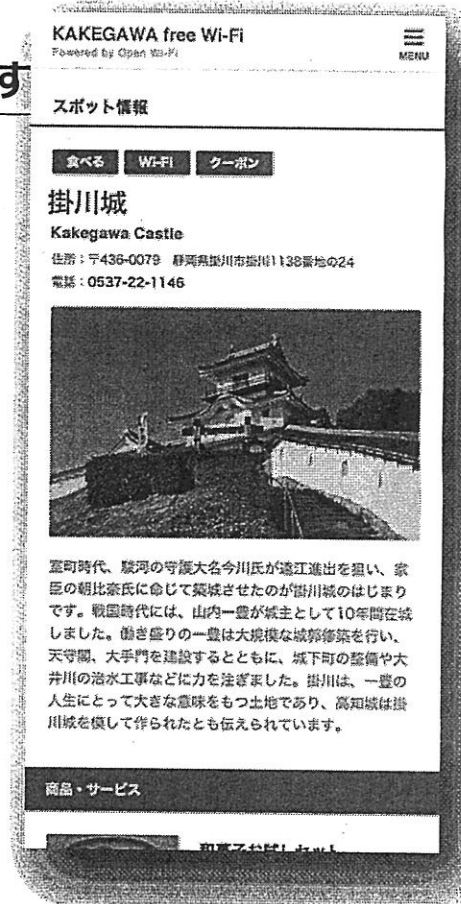 す
KAKEGAWA free Wi-Fi
Powered by Open Wi-Fi
MENU
スポット情報
食べる Wi-Fi クーポン
掛川城
Kakegawa Castle
住所:〒436-0079 静岡県掛川市掛川1138番地の24
電話:0537-22-1146
室町時代、駿河の守護大名今川氏が遠江進出を狙い、家
臣の朝比奈氏に命じて築城させたのが掛川城のはじまり
です。戦国時代には、山内一豊が城主として10年間在城
しました。働き盛りの一豊は大規模な城郭修築を行い、
天守閣、大手門を建設するとともに、城下町の整備や大
井川の治水工事などに力を注ぎました。掛川は、一豊の
人生にとって大きな意味をもつ土地であり、高知城は掛
川城を模して作られたとも伝えられています。
商品・サービス
和菓子お試しセット